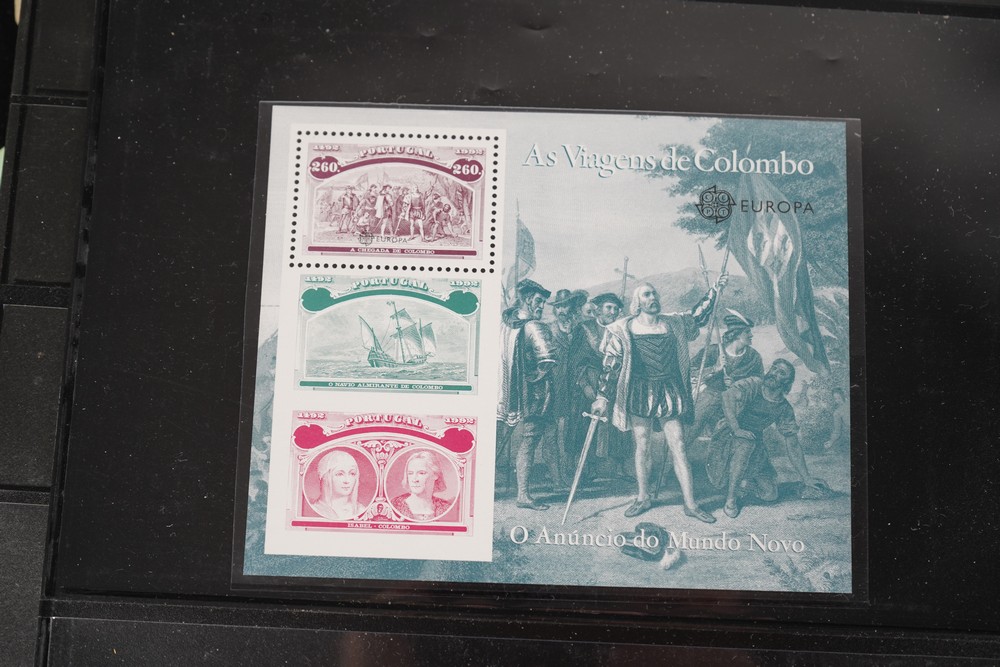 1492 1992
PORTUGAL
260. 260.
EUROPA
A CHEGADA DE COLOMBO
1492 1992
PORTUGAL
O NAVIO ALMIRANTE DE COLOMBO
1492 1992
PORTUGAL
ISABEL - COLOMBO
As Viagens de Colombo
EUROPA
O Anúncio do Mundo Novo